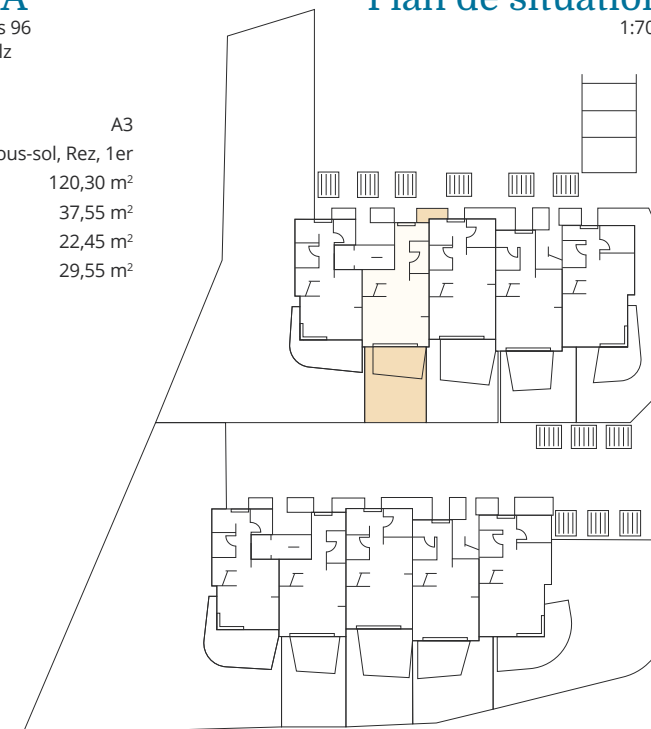 A
Plan de situation
s 96
1:70
lz
A3
ous-sol, Rez, 1er
120,30 m²
37,55 m²
22,45 m²
29,55 m²